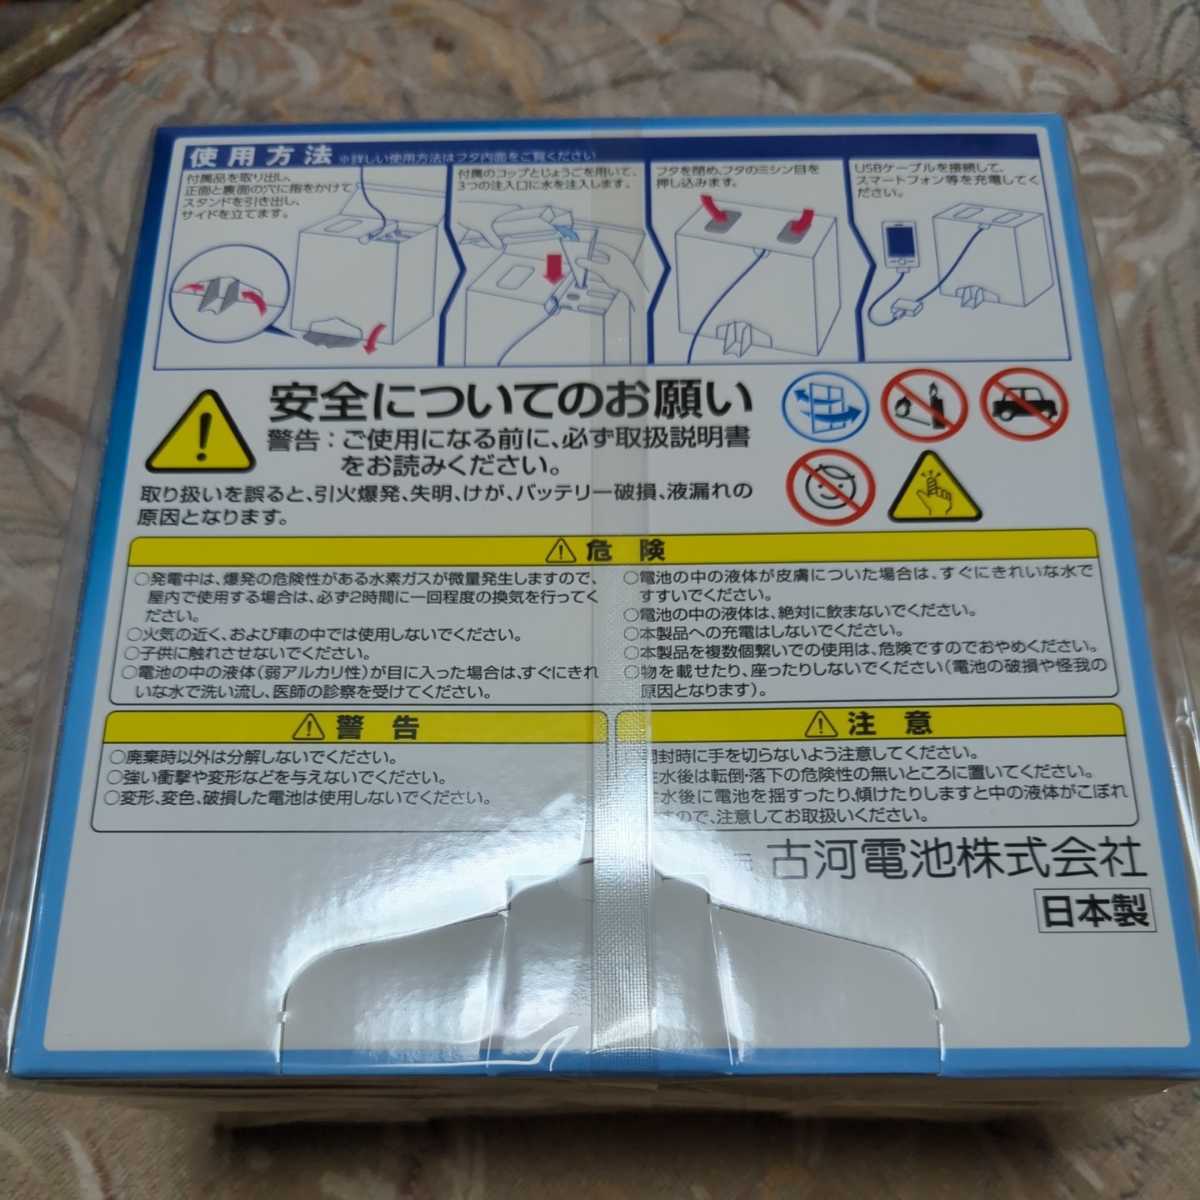 使用方法 ※詳しい使用方法はフタ内面をご覧ください
付属品を取り出し、
正面と裏面の穴に指をかけて
スタンドを引き出し、
サイドを立てます。
付属のコップとじょうごを用いて、
3つの注入口に水を注入します。
フタを閉め、フタのミシン目を
押し込みます。
USBケーブルを接続して、
スマートフォン等を充電してく
ださい。
安全についてのお願い
警告：ご使用になる前に、必ず取扱説明書
をお読みください。
取り扱いを誤ると、引火爆発、失明、けが、バッテリー破損、液漏れの
原因となります。
危険
○発電中は、爆発の危険性がある水素ガスが微量発生しますので、
屋内で使用する場合は、必ず2時間に一回程度の換気を行ってく
ださい。
○火気の近く、および車の中では使用しないでください。
○子供に触れさせないでください。
○電池の中の液体（弱アルカリ性）が目に入った場合は、すぐにきれ
いな水で洗い流し、医師の診察を受けてください。
○電池の中の液体が皮膚についた場合は、すぐにきれいな水で
すすいでください。
○電池の中の液体は、絶対に飲まないでください。
○本製品への充電はしないでください。
○本製品を複数個繋いでの使用は、危険ですのでおやめください。
○物を載せたり、座ったりしないでください（電池の破損や怪我の
原因となります）。
警告
○廃棄時以外は分解しないでください。
○強い衝撃や変形などを与えないでください。
○変形、変色、破損した電池は使用しないでください。
注意
開封時に手を切らないよう注意してください。
注水後は転倒・落下の危険性の無いところに置いてください。
注水後に電池を揺すったり、傾けたりしますと中の液体がこぼれ
ますので、注意してお取扱いください。
古河電池株式会社
日本製